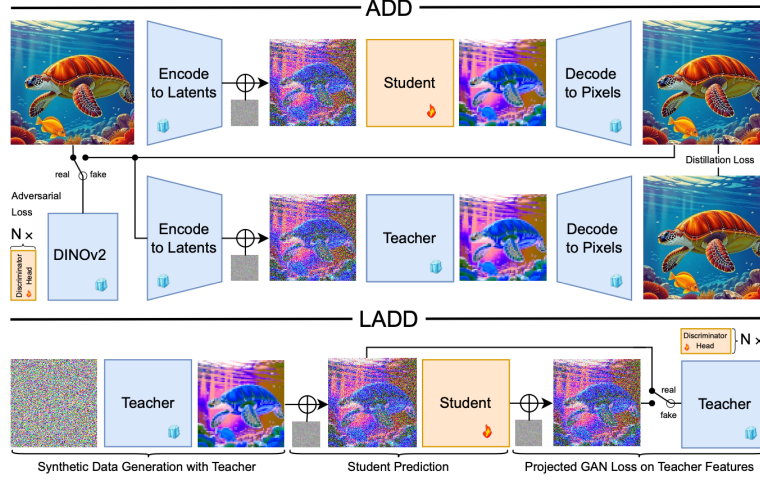 ADD
Encode
to Latents
Student
Decode
to Pixels
Distillation Loss
real
fake
Adversarial
Loss
N ×
Discriminator
Head
DINOv2
Encode
to Latents
Teacher
Decode
to Pixels
LADD
Discriminator
Head
N ×
Teacher
Student
real
fake
Teacher
Synthetic Data Generation with Teacher
Student Prediction
Projected GAN Loss on Teacher Features